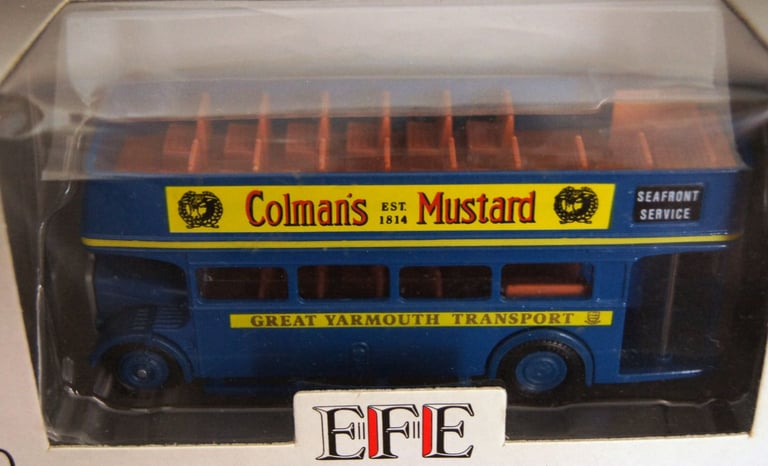 Colman's EST. 1814 Mustard
SEAFRONT
SERVICE
GREAT YARMOUTH TRANSPORT
EFE